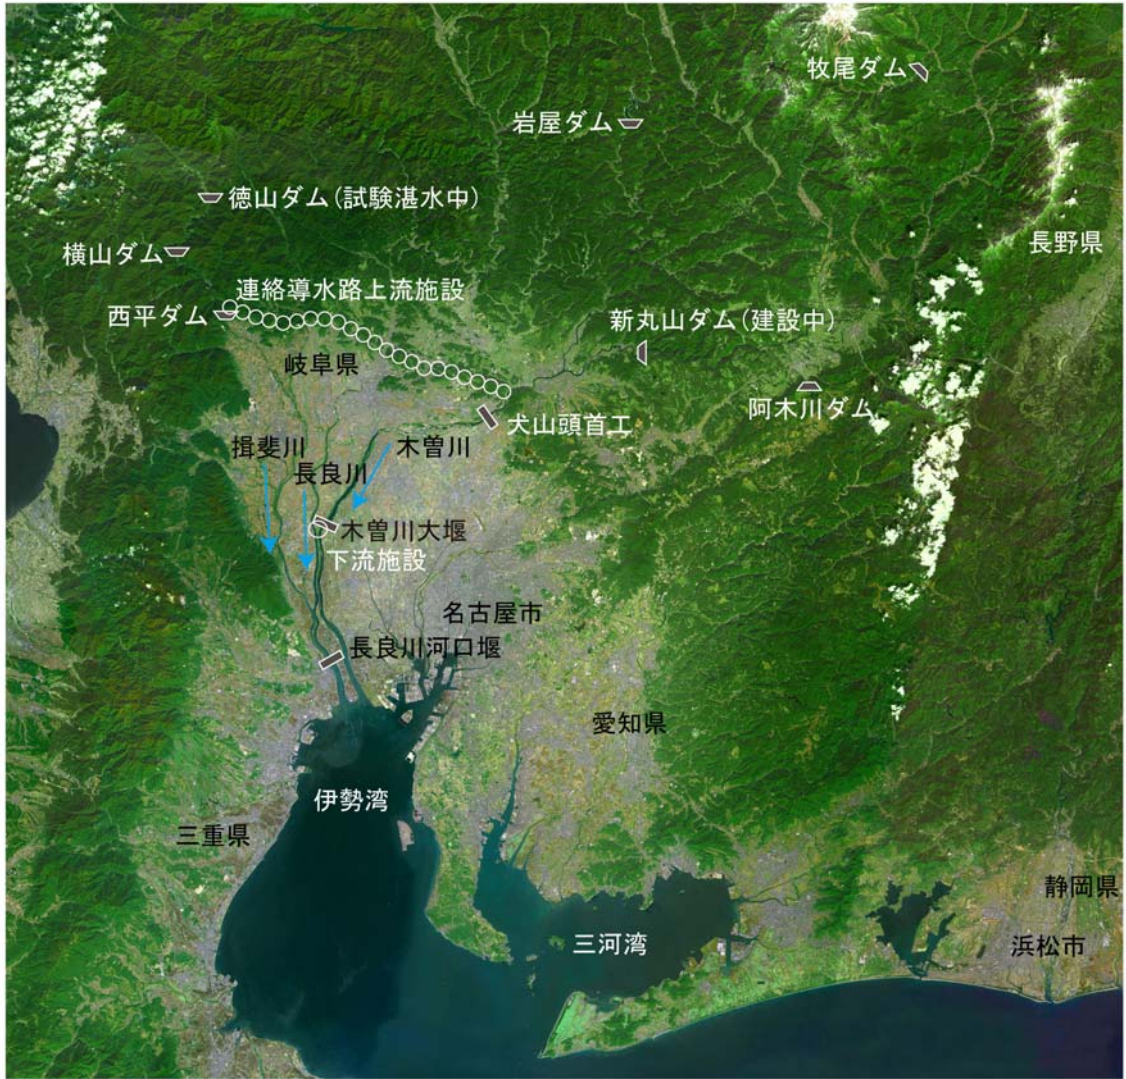 牧尾ダム
岩屋ダム
徳山ダム(試験湛水中)
長野県
横山ダム
連絡導水路上流施設
西平ダム
新丸山ダム(建設中)
岐阜県
阿木川ダム
犬山頭首工
揖斐川
木曽川
長良川
木曽川大堰
下流施設
名古屋市
長良川河口堰
愛知県
伊勢湾
三重県
静岡県
三河湾
浜松市